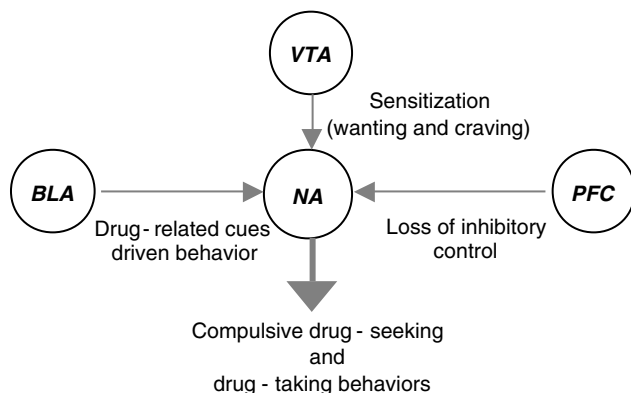 VTA
Sensitization
(wanting and craving)
BLA
NA
PFC
Drug - related cues
driven behavior
Loss of inhibitory
control
Compulsive drug - seeking
and
drug - taking behaviors